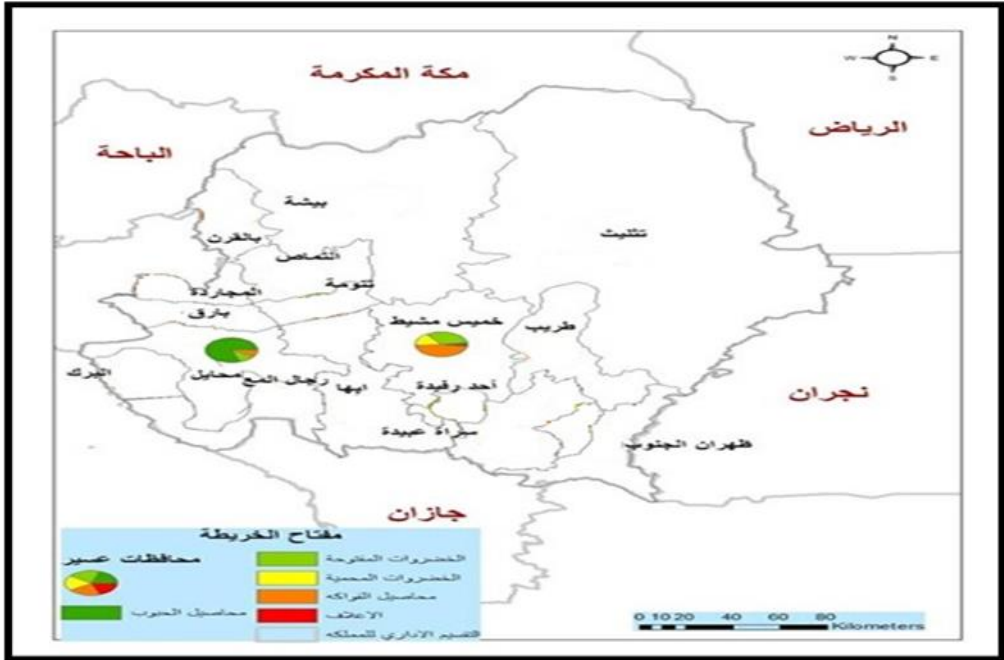 N
W E
S
مكة المكرمة
الرياض
الباحة
بيشة
تثليث
بالقرن
النماص
تنومة
المجاردة
بارق
خميس مشيط
طريب
البرك
محايل
رجال المع
ابها
أحد رفيدة
نجران
سراة عبيدة
ظهران الجنوب
جازان
مفتاح الخريطة
محافظات عسير
محاصيل الحبوب
الخضروات المفتوحة
الخضروات المحمية
محاصيل الفواكه
الاعلاف
التقسيم الاداري للمملكه
0 10 20 40 60 80
Kilometers